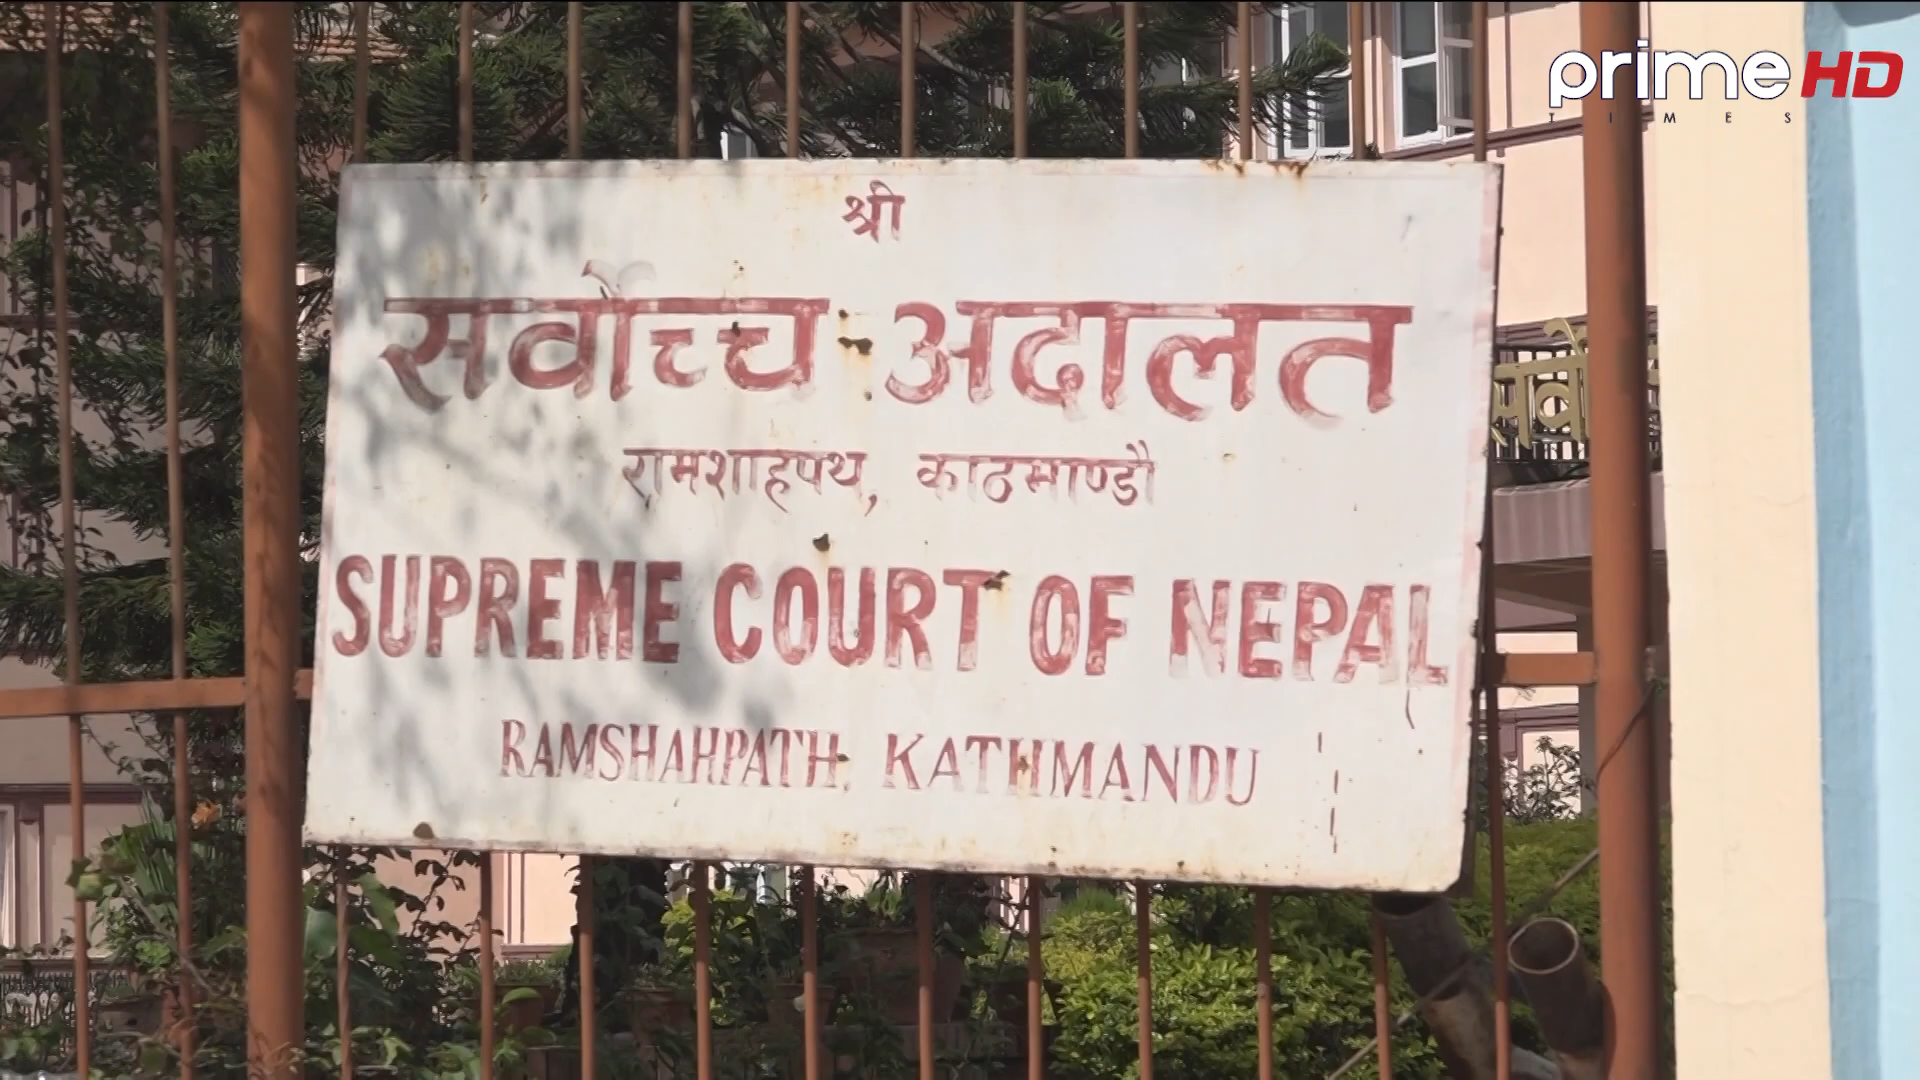 prime HD
TIMES
श्री
सर्वोच्च अदालत
रामशाहपथ, काठमाण्डौ
SUPREME COURT OF NEPAL
RAMSHAHPATH, KATHMANDU